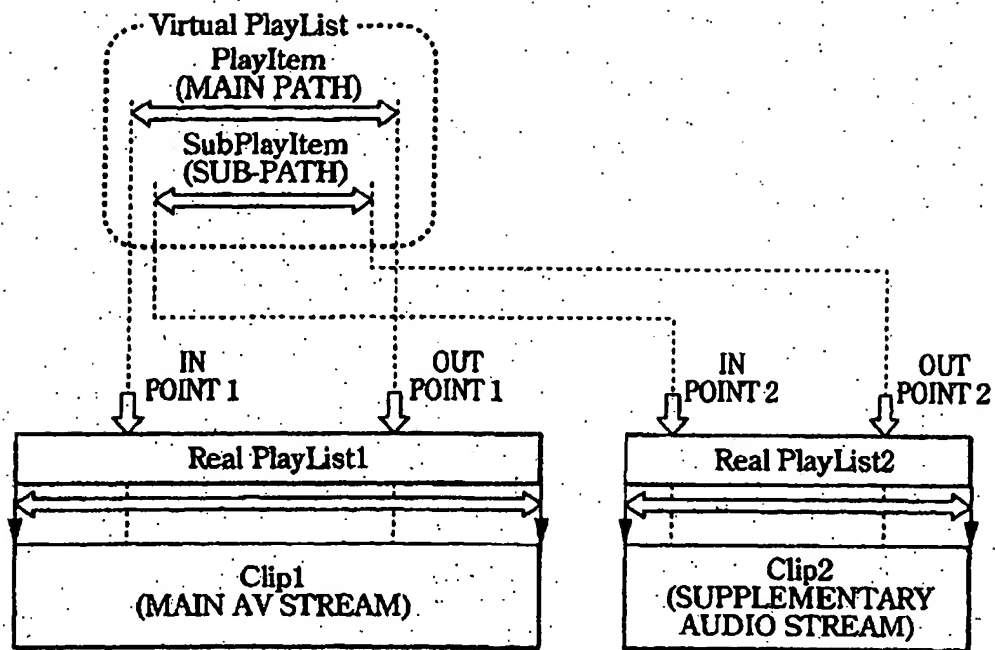 Virtual PlayList
PlayItem
(MAIN PATH)
SubPlayItem
(SUB-PATH)
IN
POINT 1
OUT
POINT 1
IN
POINT 2
OUT
POINT 2
Real PlayList1
Real PlayList2
Clip1
(MAIN AV STREAM)
Clip2
(SUPPLEMENTARY
AUDIO STREAM)